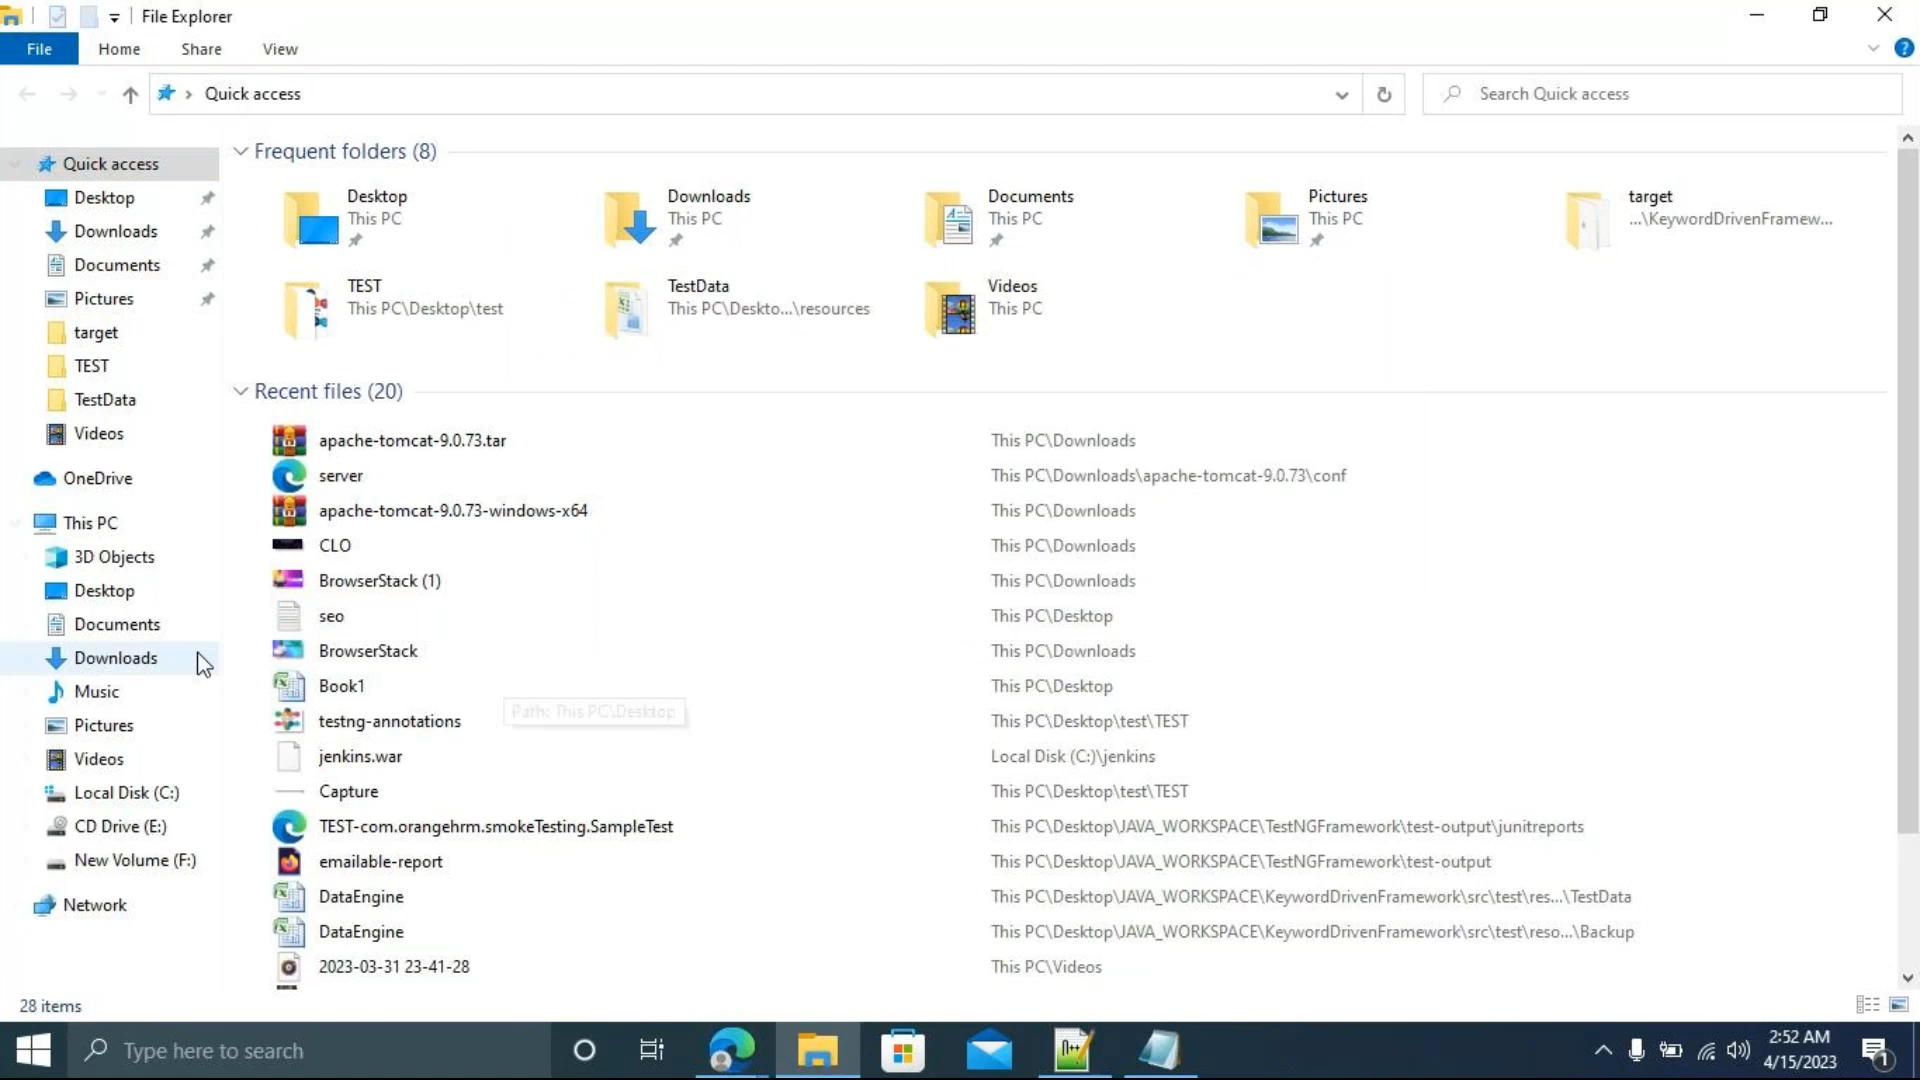 File Explorer
File Home Share View
Quick access
Search Quick access
Quick access
Desktop
Downloads
Documents
Pictures
target
TEST
TestData
Videos
OneDrive
This PC
3D Objects
Desktop
Documents
Downloads
Music
Pictures
Videos
Local Disk (C:)
CD Drive (E:)
New Volume (F:)
Network
Frequent folders (8)
Desktop
This PC
Downloads
This PC
Documents
This PC
Pictures
This PC
target
...\KeywordDrivenFramew...
TEST
This PC\Desktop\test
TestData
This PC\Deskto...\resources
Videos
This PC
Recent files (20)
apache-tomcat-9.0.73.tar This PC\Downloads
server This PC\Downloads\apache-tomcat-9.0.73\conf
apache-tomcat-9.0.73-windows-x64 This PC\Downloads
CLO This PC\Downloads
BrowserStack (1) This PC\Downloads
seo This PC\Desktop
BrowserStack This PC\Downloads
Book1 This PC\Desktop
Path: This PC\Desktop
testng-annotations This PC\Desktop\test\TEST
jenkins.war Local Disk (C:)\jenkins
Capture This PC\Desktop\test\TEST
TEST-com.orangehrm.smokeTesting.SampleTest This PC\Desktop\JAVA_WORKSPACE\TestNGFramework\test-output\junitreports
emailable-report This PC\Desktop\JAVA_WORKSPACE\TestNGFramework\test-output
DataEngine This PC\Desktop\JAVA_WORKSPACE\KeywordDrivenFramework\src\test\res...\TestData
DataEngine This PC\Desktop\JAVA_WORKSPACE\KeywordDrivenFramework\src\test\reso...\Backup
2023-03-31 23-41-28 This PC\Videos
28 items
Type here to search
2:52 AM
4/15/2023
1